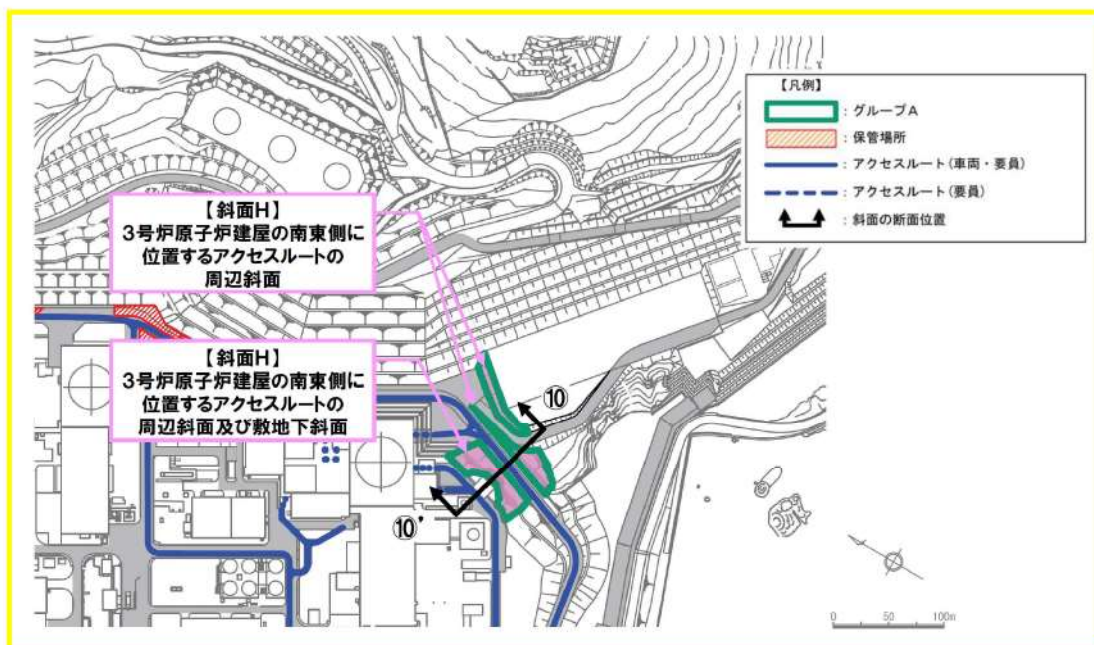 【凡例】
: グループA
: 保管場所
: アクセスルート(車両・要員)
: アクセスルート(要員)
: 斜面の断面位置
【斜面H】
3号炉原子炉建屋の南東側に
位置するアクセスルートの
周辺斜面
【斜面H】
3号炉原子炉建屋の南東側に
位置するアクセスルートの
周辺斜面及び敷地下斜面
⑩
⑩'
0 50 100m